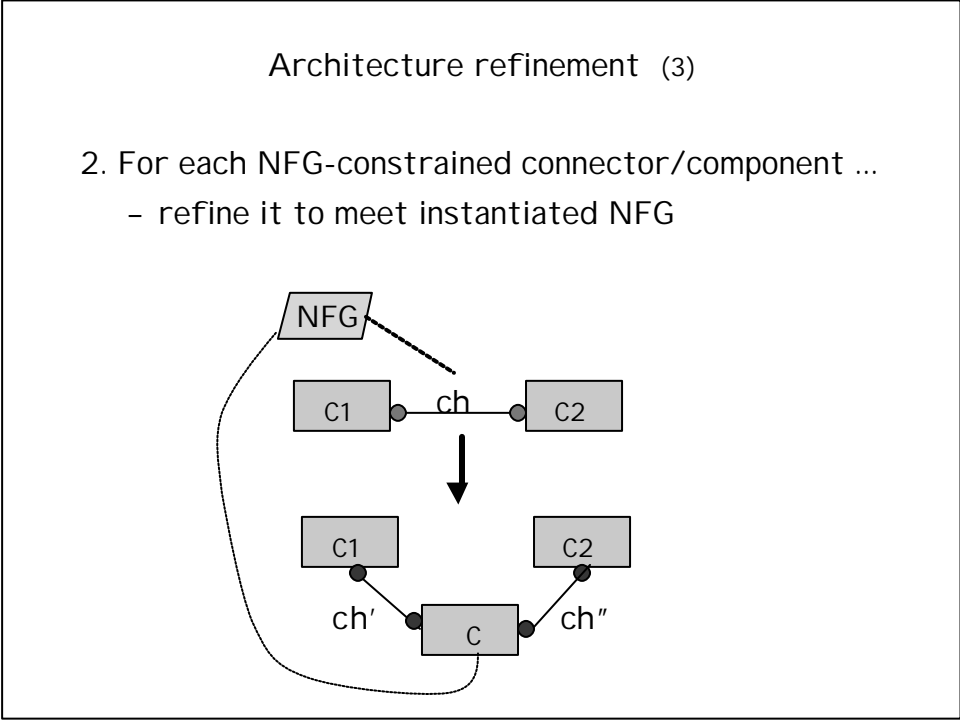 Architecture refinement (3)
2. For each NFG-constrained connector/component ...
– refine it to meet instantiated NFG
NFG
C1
ch
C2
C1
C2
ch'
C
ch"